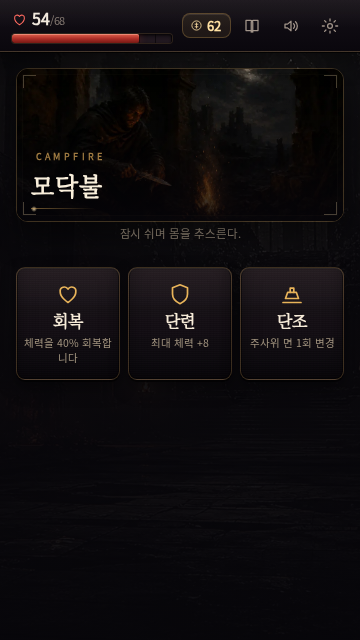 54/68
62
CAMPFIRE
모닥불
잠시 쉬며 몸을 추스른다.
회복
체력을 40% 회복합
니다
단련
최대 체력 +8
단조
주사위 면 1회 변경